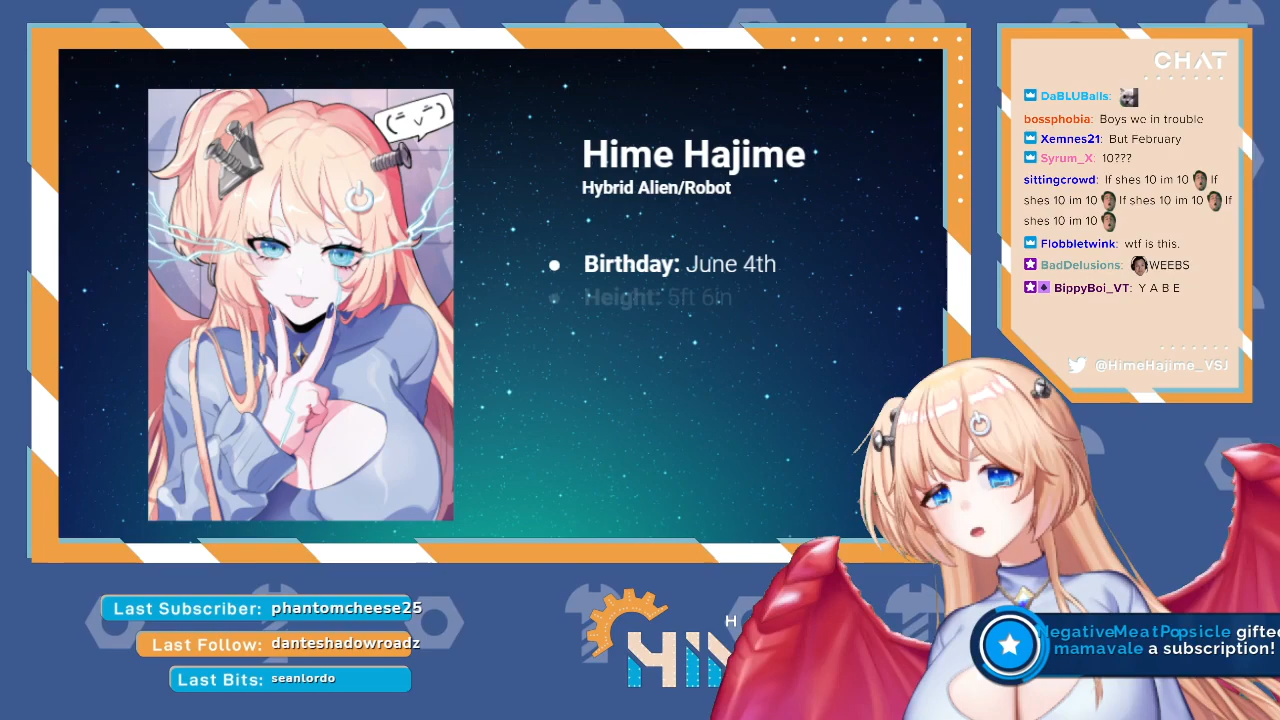 Hime Hajime
Hybrid Alien/Robot
● Birthday: June 4th
● Height: 5ft 6in
CHAT
DaBLUBalls:
bossphobia: Boys we in trouble
Xemnes21: But February
Syrum_X: 10???
sittingcrowd: If shes 10 im 10 If
shes 10 im 10 If shes 10 im 10 If
shes 10 im 10
Flobbletwink: wtf is this.
BadDelusions: WEEBS
BippyBoi_VT: Y A B E
@HimeHajime_VSJ
Last Subscriber: phantomcheese25
Last Follow: danteshadowroadz
Last Bits: seanlordo
H
HIM
NegativeMeatPopsicle gifted
mamavale a subscription!